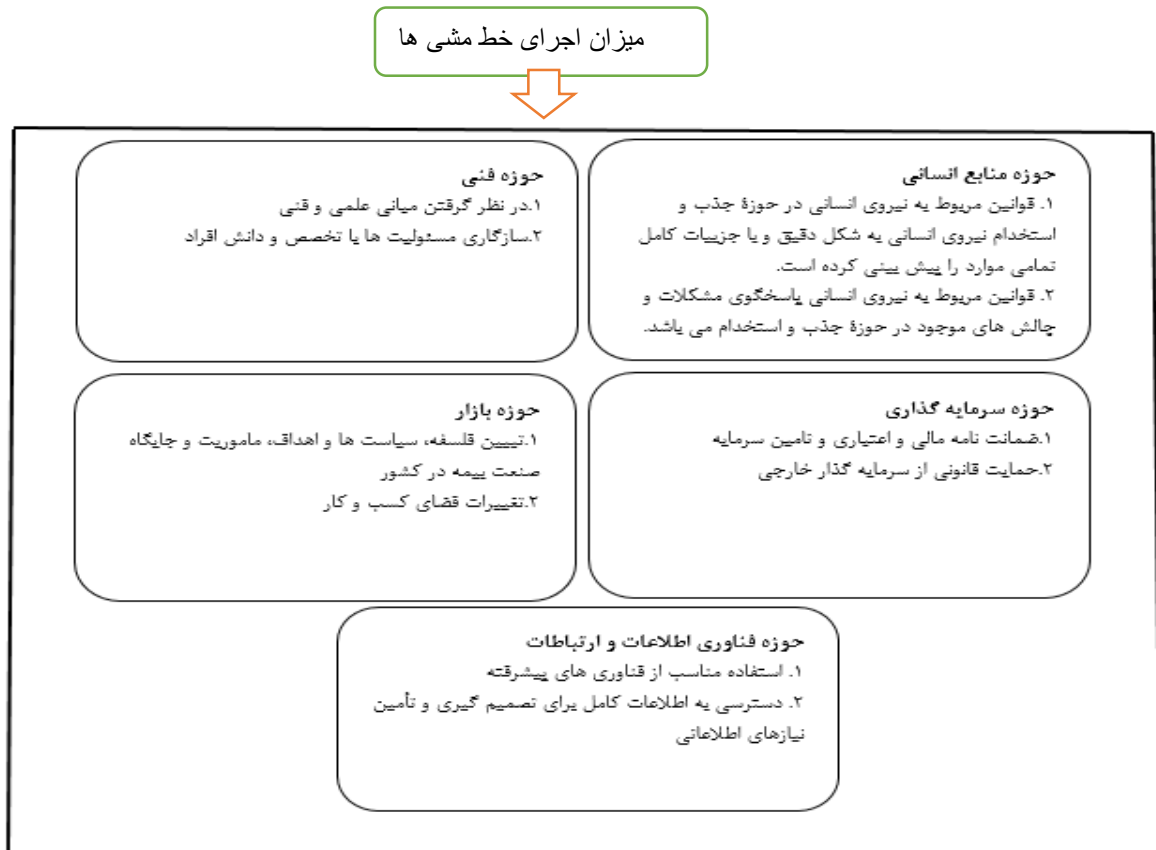 میزان اجرای خط مشی ها
حوزه منابع انسانی
۱. قوانین مربوط به نیروی انسانی در حوزۀ جذب و
استخدام نیروی انسانی به شکل دقیق و با جزییات کامل
تمامی موارد را پیش بینی کرده است.
۲. قوانین مربوط به نیروی انسانی پاسخگوی مشکلات و
چالش های موجود در حوزۀ جذب و استخدام می باشد.
حوزه فنی
۱.در نظر گرفتن مبانی علمی و فنی
۲.سازگاری مسئولیت ها با تخصص و دانش افراد
حوزه سرمایه گذاری
۱.ضمانت نامه مالی و اعتباری و تامین سرمایه
۲.حمایت قانونی از سرمایه گذار خارجی
حوزه بازار
۱.تبیین فلسفه، سیاست ها و اهداف، ماموریت و جایگاه
صنعت بیمه در کشور
۲.تغییرات فضای کسب و کار
حوزه فناوری اطلاعات و ارتباطات
۱. استفاده مناسب از فناوری های پیشرفته
۲. دسترسی به اطلاعات کامل برای تصمیم گیری و تأمین
نیازهای اطلاعاتی